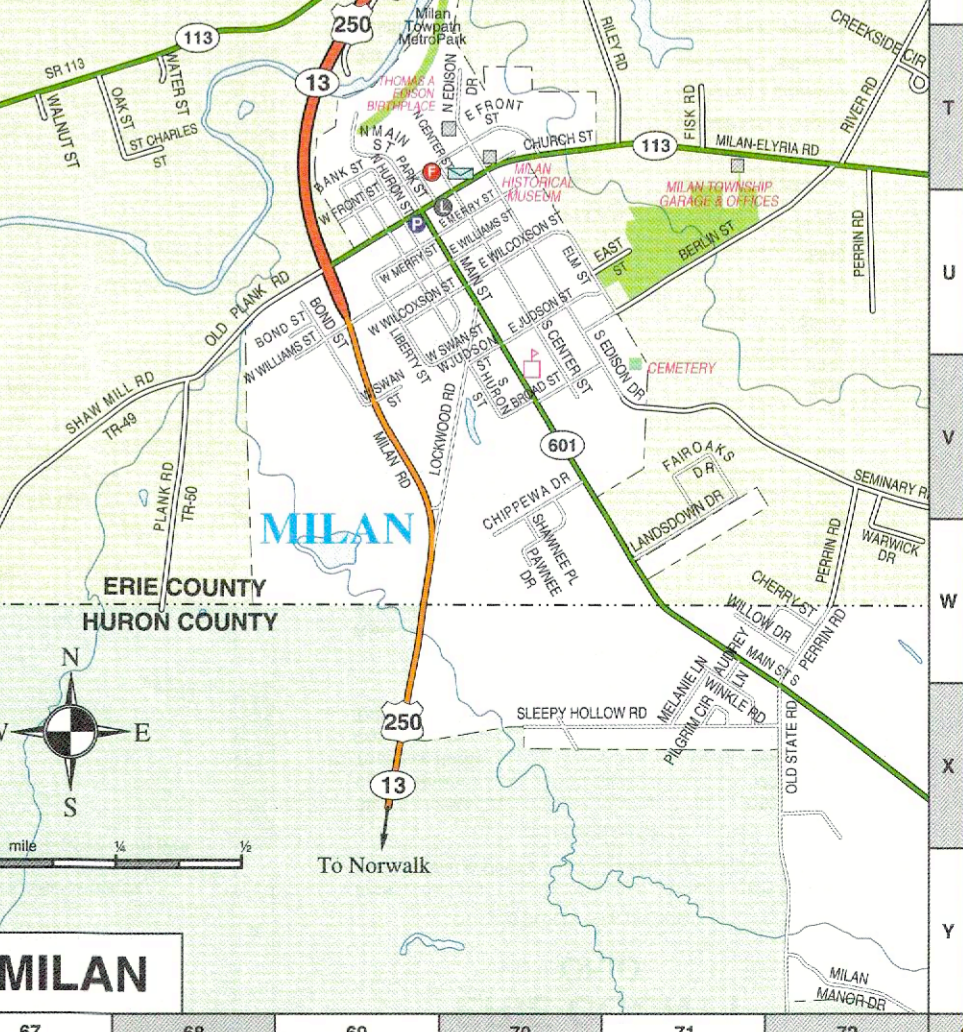 250
Milan
Towpath
MetroPark
113
SR 113
WATER ST
OAK ST
WALNUT ST
ST CHARLES
ST
13
THOMAS A
EDISON
BIRTHPLACE
N EDISON
DR
E FRONT
ST
RILEY RD
CREEKSIDE CIR
RIVER RD
FISK RD
T
N MAIN
ST
N CENTER ST
CHURCH ST
113
MILAN-ELYRIA RD
BANK ST
PARK ST
N HURON ST
F
MILAN
HISTORICAL
MUSEUM
MILAN TOWNSHIP
GARAGE & OFFICES
W FRONT ST
L
P
E MERRY ST
E WILLIAMS ST
E WILCOXSON ST
ELM ST
EAST
ST
BERLIN ST
PERRIN RD
U
W MERRY ST
MAIN ST
OLD PLANK RD
W WILCOXSON ST
BOND ST
BOND ST
W WILLIAMS ST
LIBERTY ST
W SWAN ST
W JUDSON
E JUDSON ST
S CENTER ST
S EDISON DR
CEMETERY
S HURON
ST
S
BROAD ST
W SWAN
ST
SHAW MILL RD
TR-49
LOCKWOOD RD
MILAN RD
601
V
FAIROAKS
DR
PLANK RD
TR-50
CHIPPEWA DR
LANDSDOWN DR
SHAWNEE PL
PAWNEE
DR
SEMINARY R
PERRIN RD
WARWICK
DR
MILAN
ERIE COUNTY
HURON COUNTY
W
CHERRY ST
WILLOW DR
PERRIN RD
AUDREY
LN
MAIN ST S
MELANIE LN
WINKLE RD
PILGRIM CIR
N
E
S
250
SLEEPY HOLLOW RD
OLD STATE RD
X
13
mile
¼
½
To Norwalk
Y
MILAN
MANOR DR
MILAN
67
68
69
70
71
72